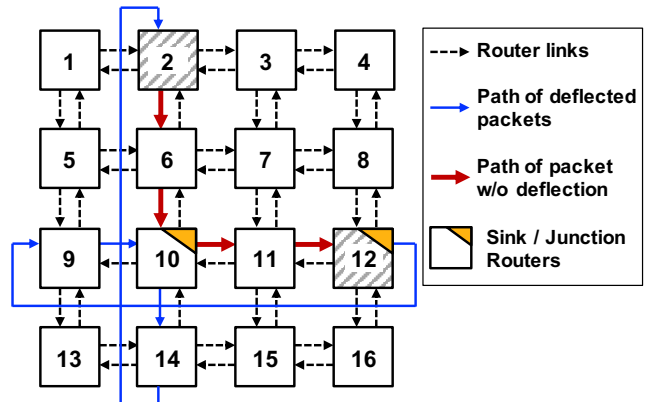 1 2 3 4
5 6 7 8
9 10 11 12
13 14 15 16
Router links
Path of deflected
packets
Path of packet
w/o deflection
Sink / Junction
Routers